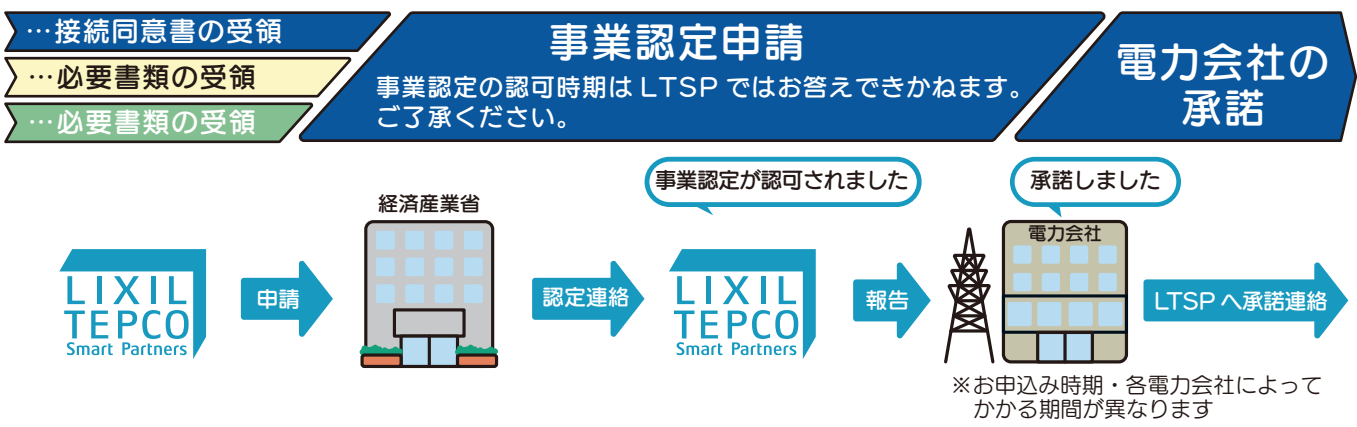 …接続同意書の受領
…必要書類の受領
…必要書類の受領
事業認定申請
事業認定の認可時期は LTSP ではお答えできかねます。
ご了承ください。
電力会社の
承諾
事業認定が認可されました
承諾しました
経済産業省
電力会社
LIXIL
TEPCO
Smart Partners
申請
認定連絡
LIXIL
TEPCO
Smart Partners
報告
LTSP へ承諾連絡
※お申込み時期・各電力会社によって
かかる期間が異なります